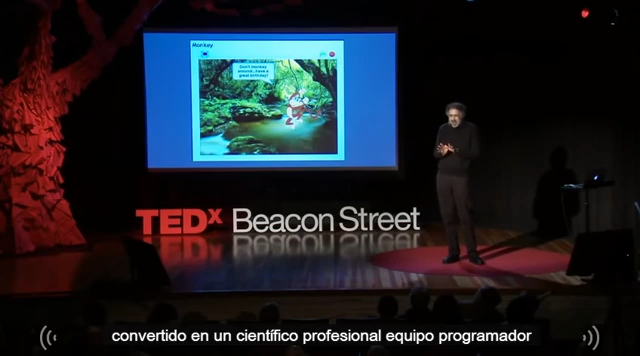 Monkey
Don't monkey
around...have a
great birthday!
TEDx Beacon Street
convertido en un científico profesional equipo programador